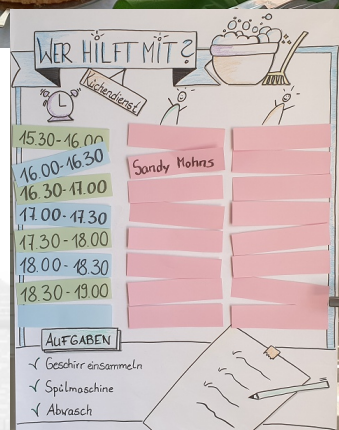 WER HILFT MIT?
Küchendienst
15.30-16.00
16.00-16.30 Sandy Mohns
16.30-17.00
17.00-17.30
17.30-18.00
18.00-18.30
18.30-19.00
AUFGABEN
✓ Geschirr einsammeln
✓ Spülmaschine
✓ Abwasch